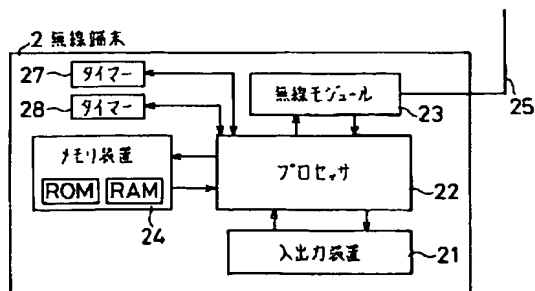 2 無線端末
27 タイマー
28 タイマー
無線モジュール
23
25
メモリ装置
ROM RAM
24
プロセッサ
22
入出力装置
21